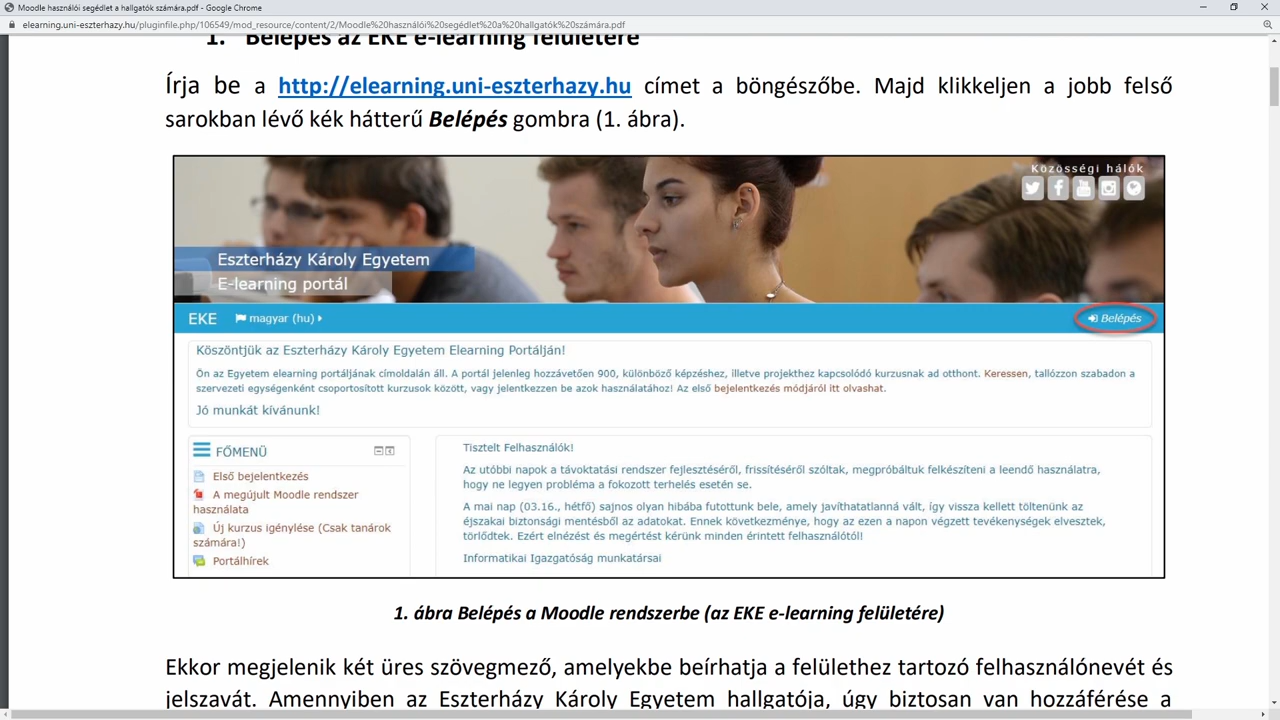 Moodle használói segédlet a hallgatók számára.pdf - Google Chrome
elearning.uni-eszterhazy.hu/pluginfile.php/106549/mod_resource/content/2/Moodle%20használói%20segédlet%20a%20hallgatók%20számára.pdf
1. Belépés az EKE e-learning felületére
Írja be a http://elearning.uni-eszterhazy.hu címet a böngészőbe. Majd klikkeljen a jobb felső
sarokban lévő kék hátterű Belépés gombra (1. ábra).
Közösségi hálók
Eszterházy Károly Egyetem
E-learning portál
EKE magyar (hu) Belépés
Köszöntjük az Eszterházy Károly Egyetem Elearning Portálján!
Ön az Egyetem elearning portáljának címoldalán áll. A portál jelenleg hozzávetően 900, különböző képzéshez, illetve projekthez kapcsolódó kurzusnak ad otthont. Keressen, tallózzon szabadon a
szervezeti egységenként csoportosított kurzusok között, vagy jelentkezzen be azok használatához! Az első bejelentkezés módjáról itt olvashat.
Jó munkát kívánunk!
FŐMENÜ
Első bejelentkezés
A megújult Moodle rendszer
használata
Új kurzus igénylése (Csak tanárok
számára!)
Portálhírek
Tisztelt Felhasználók!
Az utóbbi napok a távoktatási rendszer fejlesztéséről, frissítéséről szóltak, megpróbáltuk felkészíteni a leendő használatra,
hogy ne legyen probléma a fokozott terhelés esetén se.
A mai nap (03.16., hétfő) sajnos olyan hibába futottunk bele, amely javíthatatlanná vált, így vissza kellett töltenünk az
éjszakai biztonsági mentésből az adatokat. Ennek következménye, hogy az ezen a napon végzett tevékenységek elvesztek,
törlődtek. Ezért elnézést és megértést kérünk minden érintett felhasználótól!
Informatikai Igazgatóság munkatársai
1. ábra Belépés a Moodle rendszerbe (az EKE e-learning felületére)
Ekkor megjelenik két üres szövegmező, amelyekbe beírhatja a felülethez tartozó felhasználónevét és
jelszavát. Amennyiben az Eszterházy Károly Egyetem hallgatója, úgy biztosan van hozzáférése a